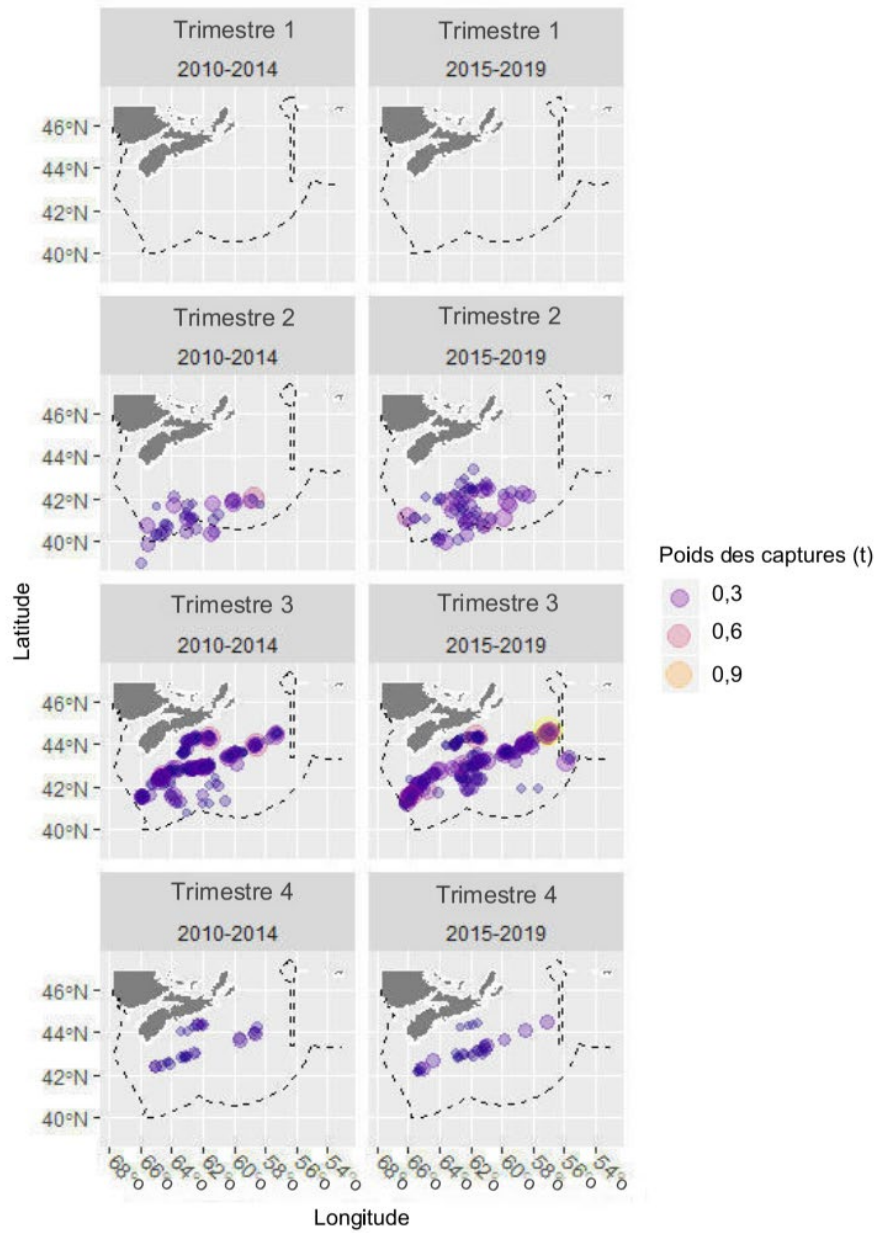 Trimestre 1
2010-2014
Trimestre 1
2015-2019
46°N
44°N
42°N
40°N
Trimestre 2
2010-2014
Trimestre 2
2015-2019
46°N
44°N
42°N
40°N
Latitude
Trimestre 3
2010-2014
Trimestre 3
2015-2019
46°N
44°N
42°N
40°N
Poids des captures (t)
0,3
0,6
0,9
Trimestre 4
2010-2014
Trimestre 4
2015-2019
46°N
44°N
42°N
40°N
68°O 66°O 64°O 62°O 60°O 58°O 56°O 54°O 68°O 66°O 64°O 62°O 60°O 58°O 56°O 54°O
Longitude